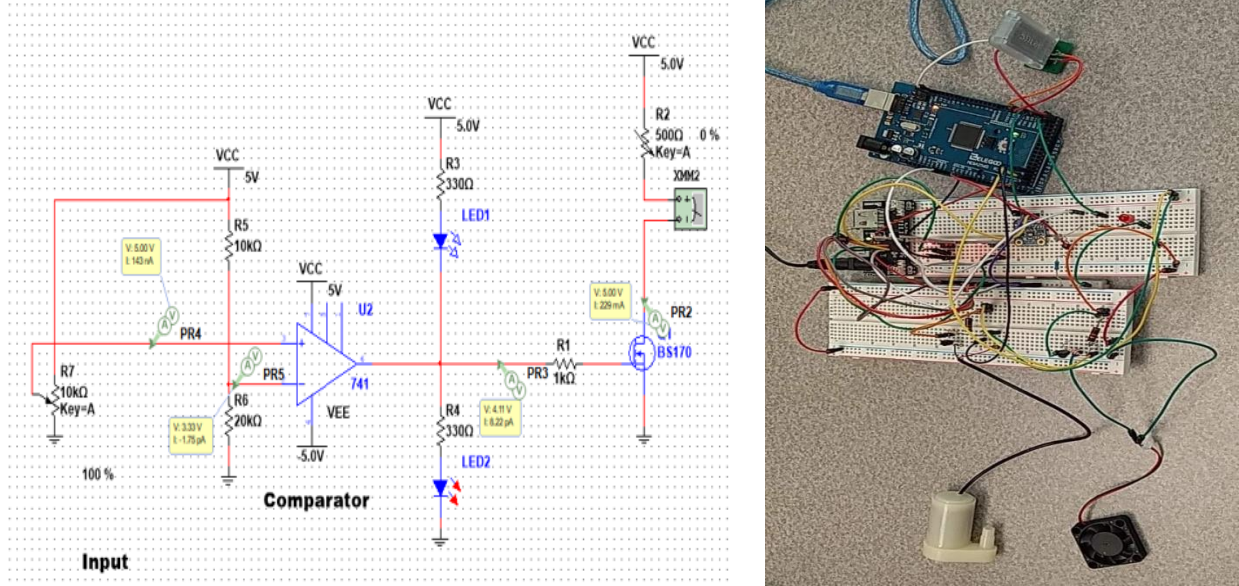 VCC
5.0V
R2
500Ω
0 %
Key=A
XMM2
VCC
5.0V
R3
330Ω
LED1
VCC
5V
R5
10kΩ
V: 5.00 V
I: 143 nA
PR4
VCC
5V
U2
741
VEE
-5.0V
V: 5.00 V
I: 229 mA
PR2
Q1
BS170
R1
1kΩ
PR3
V: 4.11 V
I: 8.22 pA
R7
10kΩ
Key=A
100 %
PR5
V: 3.33 V
I: -1.75 pA
R6
20kΩ
R4
330Ω
LED2
Comparator
Input
ELEGOO